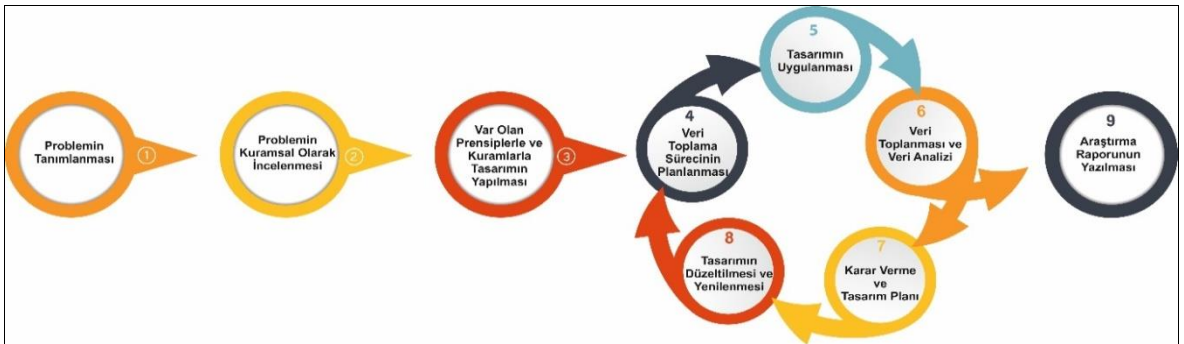 Problemin
Tanımlanması
1
Problemin
Kuramsal Olarak
İncelenmesi
2
Var Olan
Prensiplerle ve
Kuramlarla
Tasarımın
Yapılması
3
4
Veri
Toplama
Sürecinin
Planlanması
5
Tasarımın
Uygulanması
6
Veri
Toplanması ve
Veri Analizi
7
Karar Verme
ve
Tasarım Planı
8
Tasarımın
Düzeltilmesi ve
Yenilenmesi
9
Araştırma
Raporunun
Yazılması